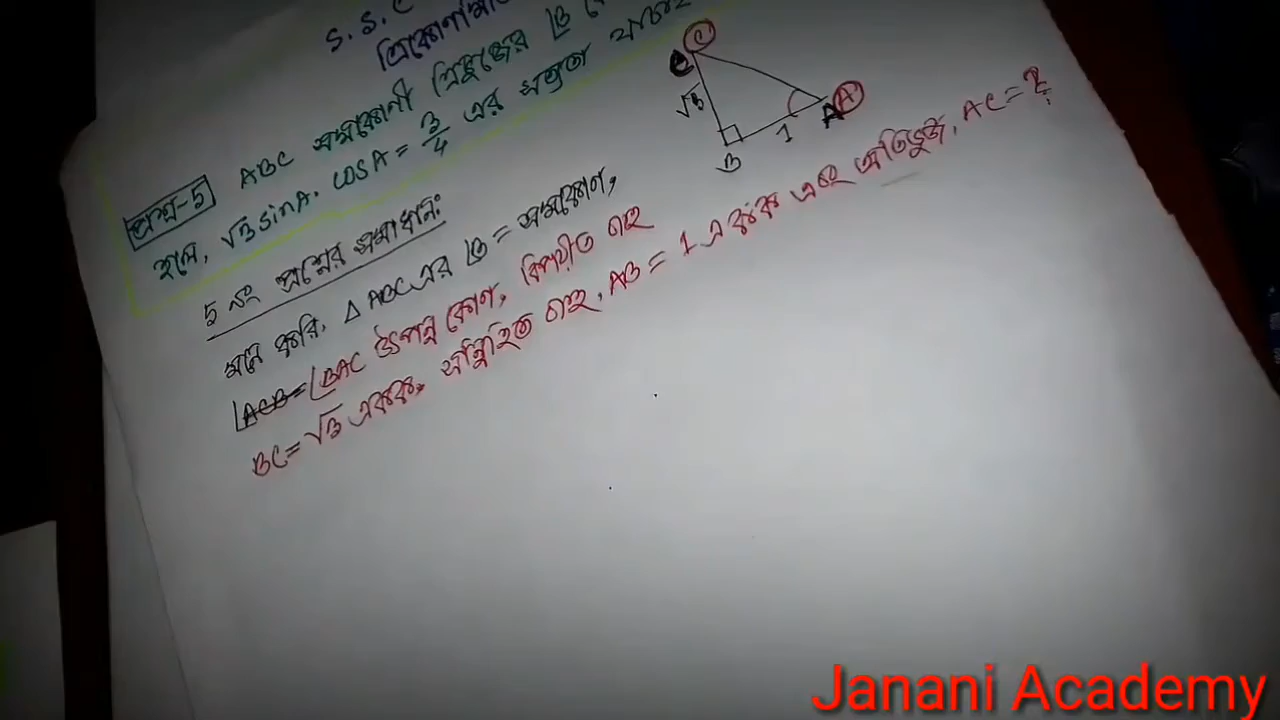 S. S. C
ত্রিকোণমি
প্রশ্ন-5 ABC সমকোণী ত্রিভুজের ∠B
হলে, √3 sinA. cosA = 3/4 এর সত্যতা যাচাই
5 নং প্রশ্নের সমাধান:
মনে করি, Δ ABC এর ∠B = সমকোণ,
∠ACB = ∠BAC উৎপন্ন কোণ, বিপরীত বাহু
BC = √3 একক, সন্নিহিত বাহু, AB = 1 একক এবং অতিভুজ, AC = ?
C
C
√3
B
1
A
A
Janani Academy